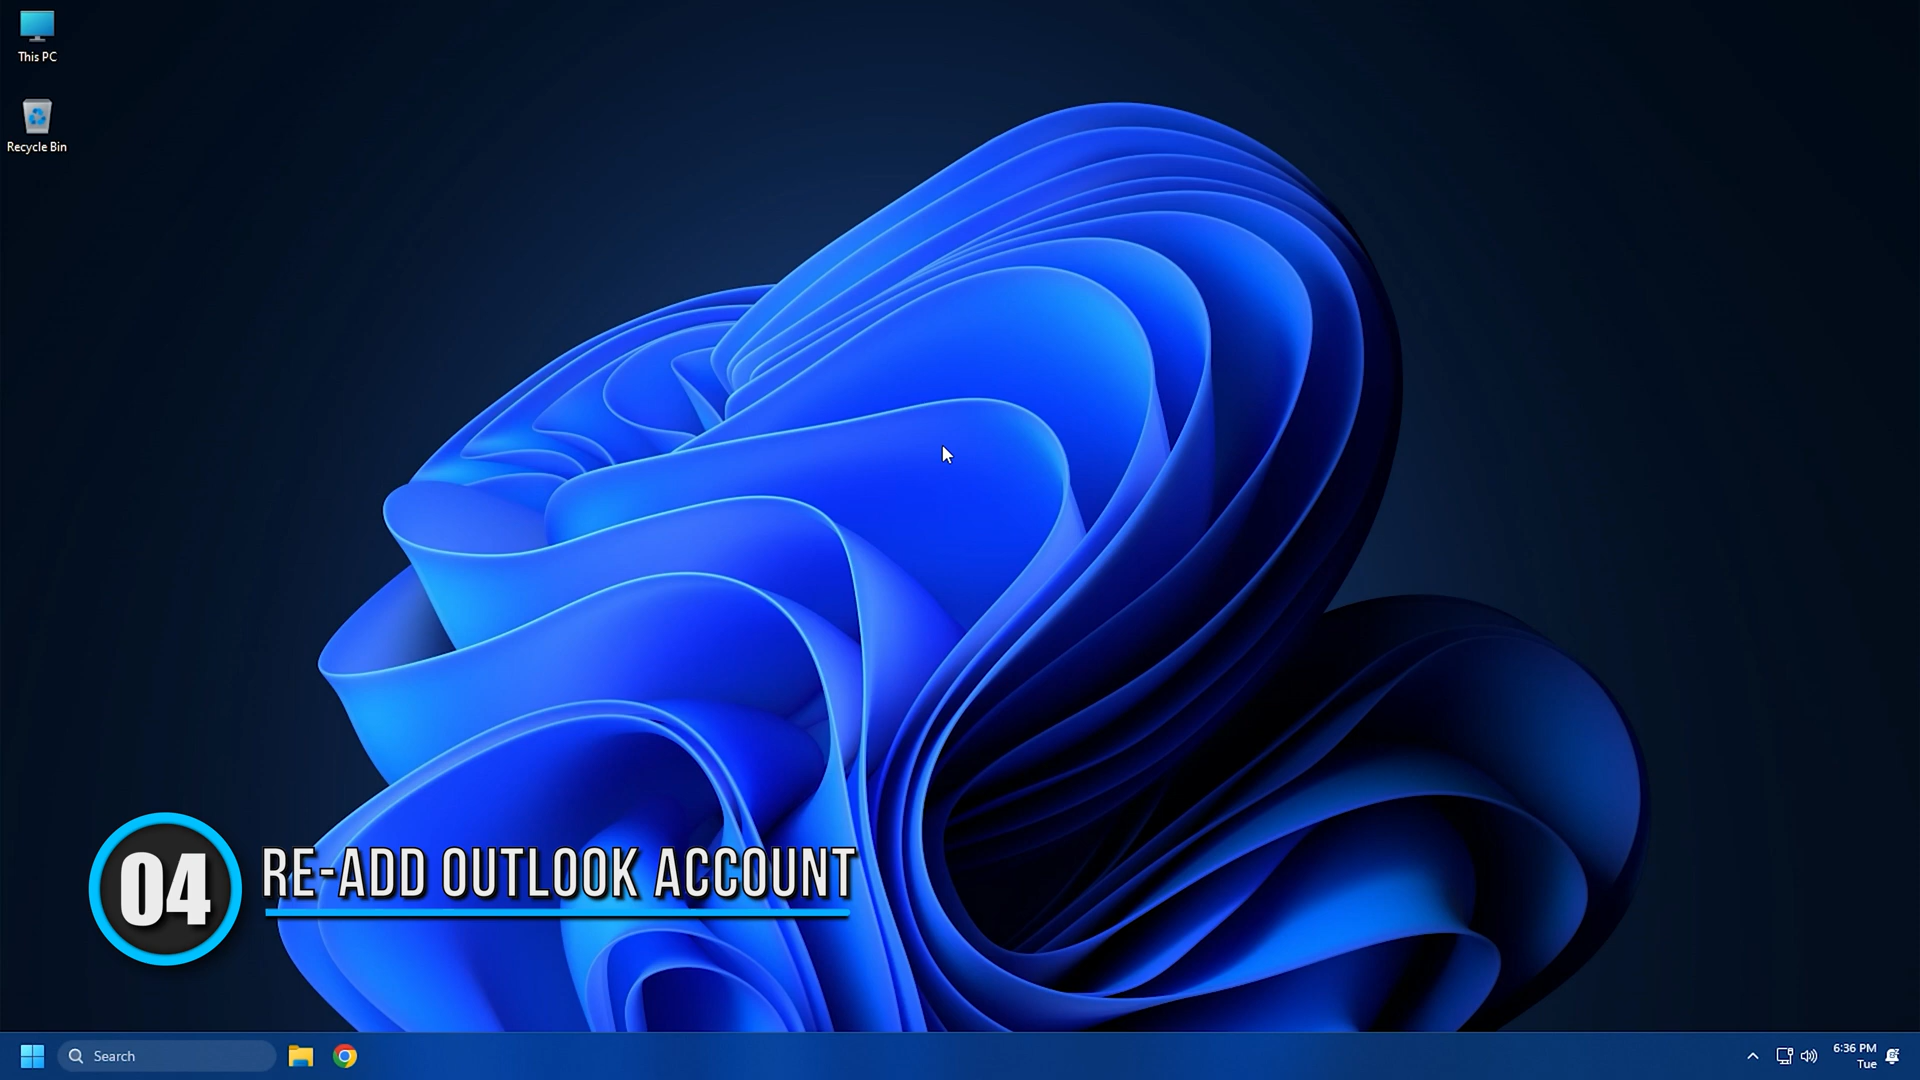 This PC
Recycle Bin
04
RE-ADD OUTLOOK ACCOUNT
Search
6:36 PM
Tue